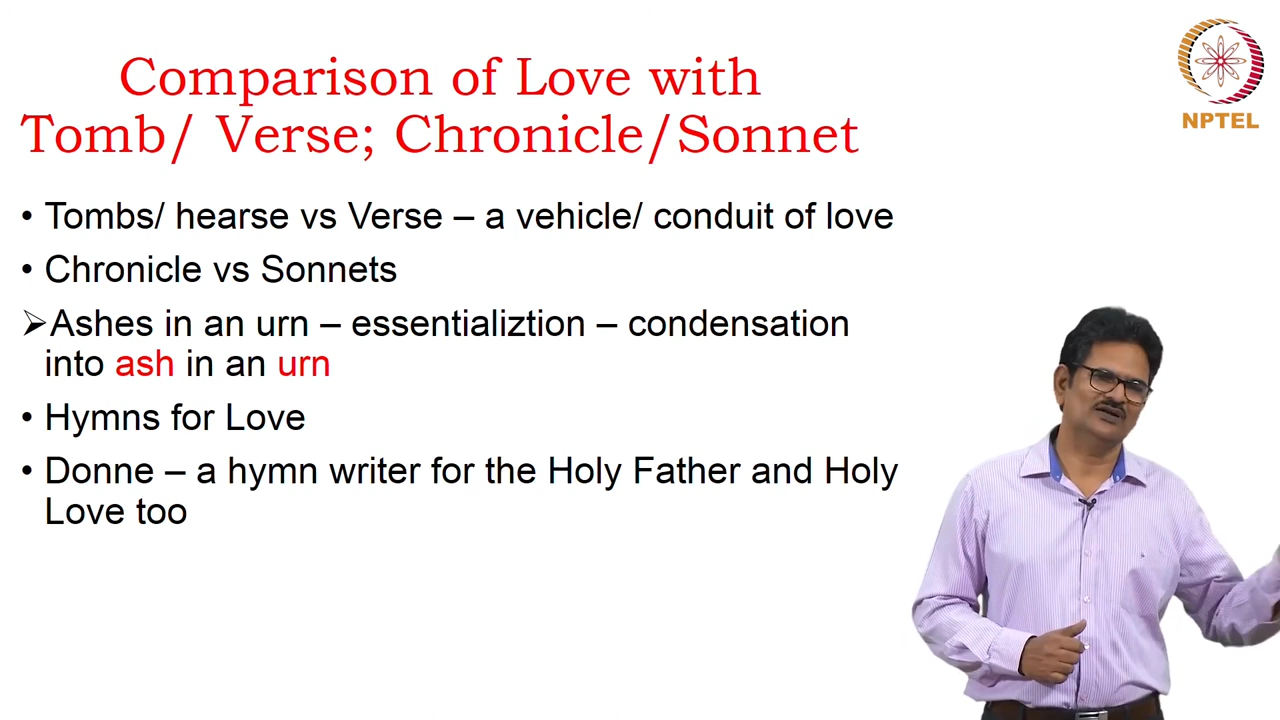 Comparison of Love with
Tomb/ Verse; Chronicle/Sonnet
NPTEL
• Tombs/ hearse vs Verse – a vehicle/ conduit of love
• Chronicle vs Sonnets
➢Ashes in an urn – essentializtion – condensation
into ash in an urn
• Hymns for Love
• Donne – a hymn writer for the Holy Father and Holy
Love too